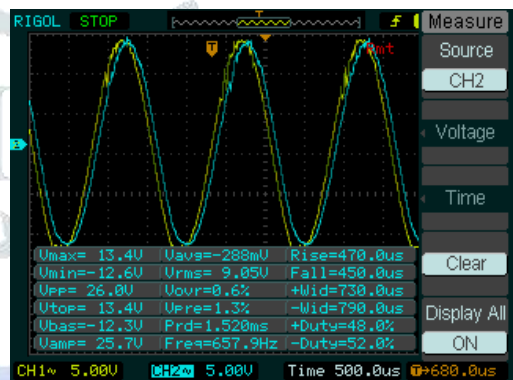 RIGOL STOP f Measure
T
Source
CH2
Voltage
Time
Clear
Display All
ON
1
Vmax= 13.4V Vavg=-288mV Rise=470.0us
Vmin=-12.6V Vrms= 9.05V Fall=450.0us
Vpp= 26.0V Vovr=0.6% +Wid=730.0us
Vtop= 13.4V Vpre=1.3% -Wid=790.0us
Vbas=-12.3V Prd=1.520ms +Duty=48.0%
Vamp= 25.7V Freq=657.9Hz -Duty=52.0%
CH1~ 5.00V CH2~ 5.00V Time 500.0us T→680.0us